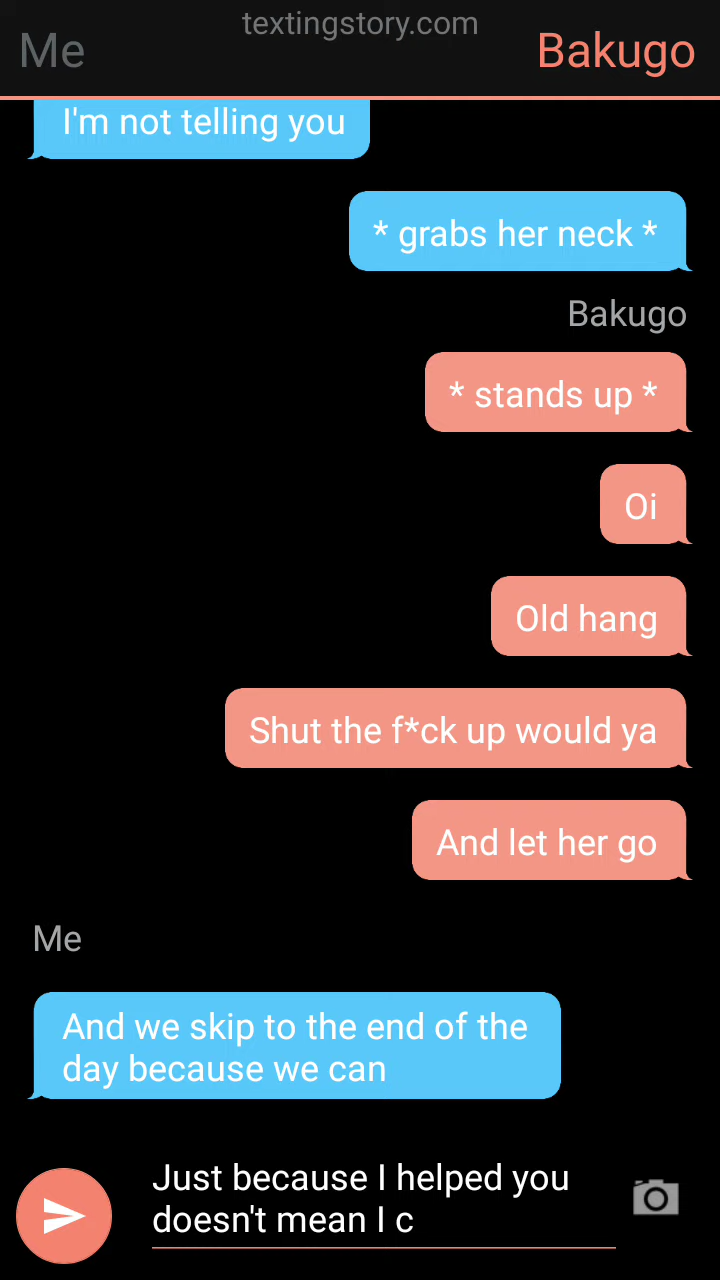 textingstory.com
Me
Bakugo
I'm not telling you
* grabs her neck *
Bakugo
* stands up *
Oi
Old hang
Shut the f*ck up would ya
And let her go
Me
And we skip to the end of the
day because we can
Just because I helped you
doesn't mean I c